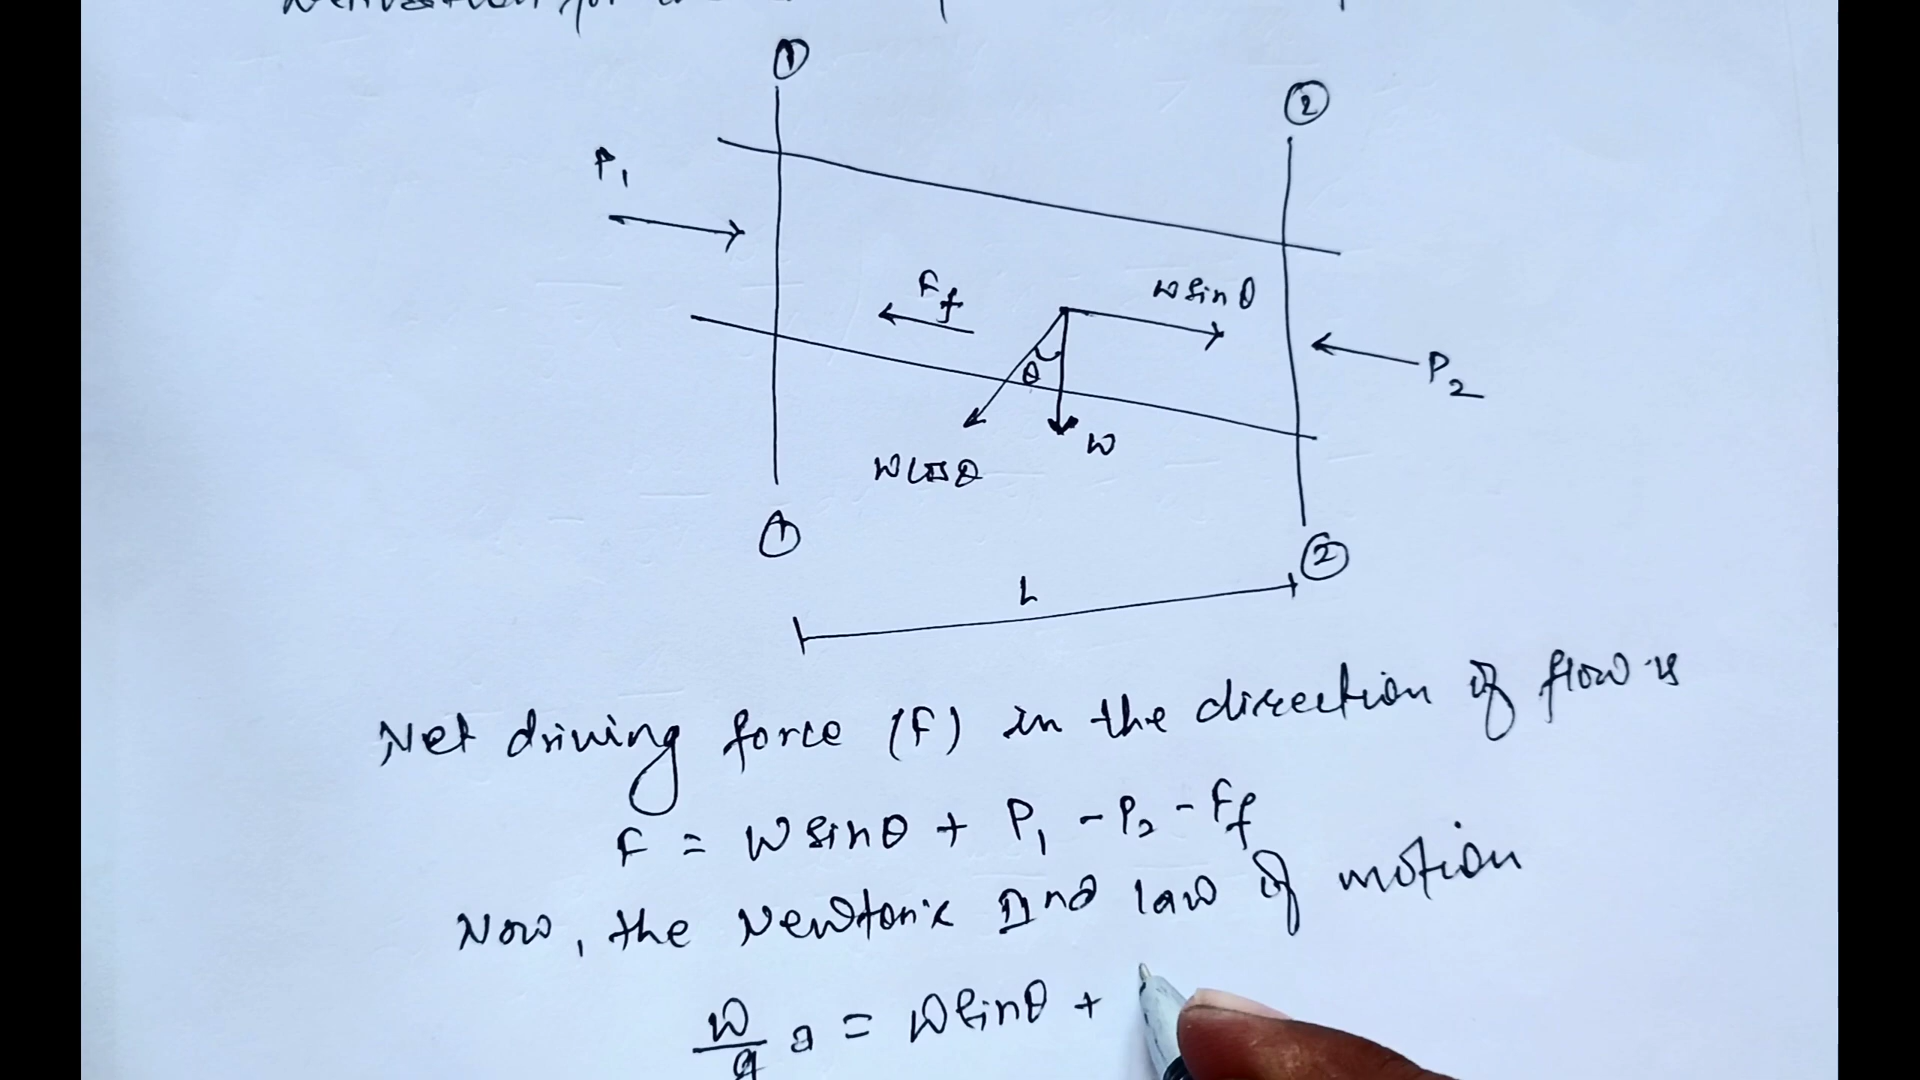 ①
②
P₁
F_f
W sin θ
θ
P₂
W
W cos θ
①
②
L
Net driving force (F) in the direction of flow is
F = W sin θ + P₁ - P₂ - F_f
Now, the Newton's IInd law of motion
W/g a = W sin θ +